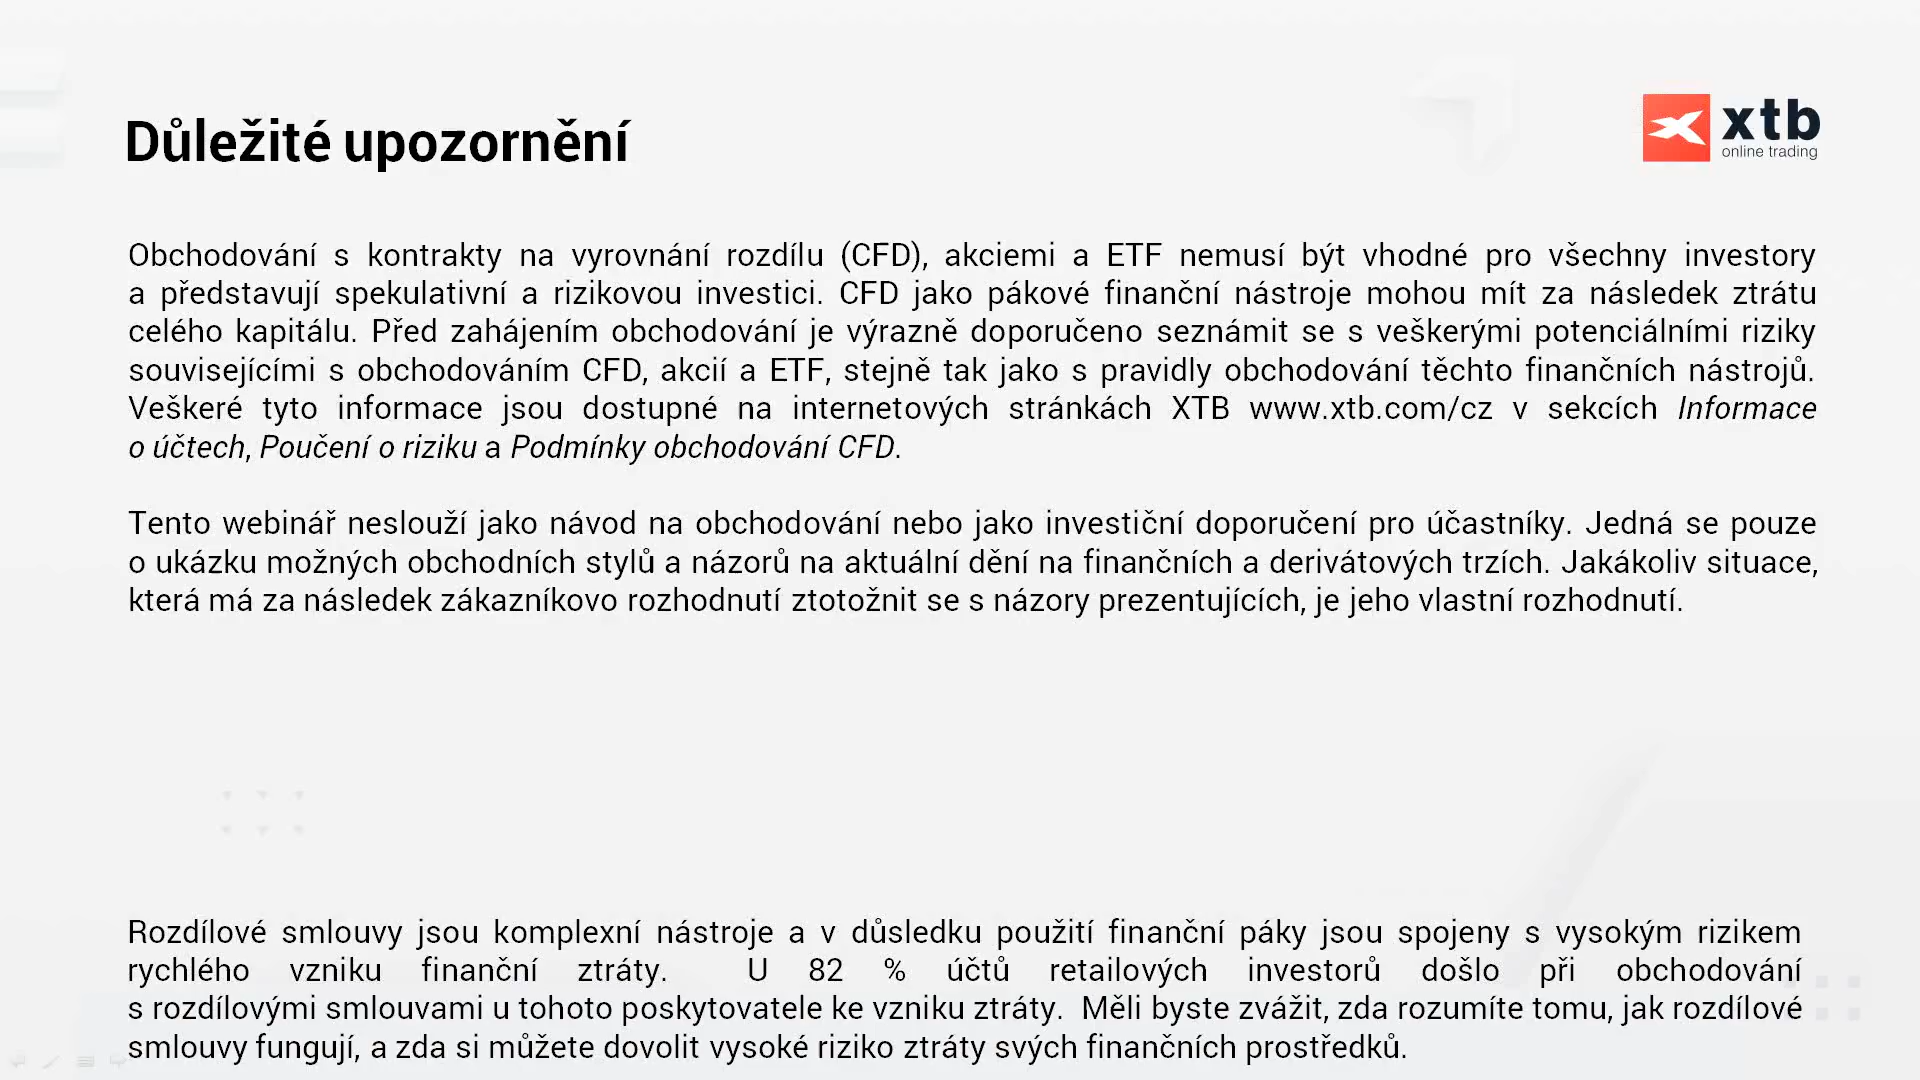 Důležité upozornění
xtb
online trading
Obchodování s kontrakty na vyrovnání rozdílu (CFD), akciemi a ETF nemusí být vhodné pro všechny investory
a představují spekulativní a rizikovou investici. CFD jako pákové finanční nástroje mohou mít za následek ztrátu
celého kapitálu. Před zahájením obchodování je výrazně doporučeno seznámit se s veškerými potenciálními riziky
souvisejícími s obchodováním CFD, akcií a ETF, stejně tak jako s pravidly obchodování těchto finančních nástrojů.
Veškeré tyto informace jsou dostupné na internetových stránkách XTB www.xtb.com/cz v sekcích Informace
o účtech, Poučení o riziku a Podmínky obchodování CFD.
Tento webinář neslouží jako návod na obchodování nebo jako investiční doporučení pro účastníky. Jedná se pouze
o ukázku možných obchodních stylů a názorů na aktuální dění na finančních a derivátových trzích. Jakákoliv situace,
která má za následek zákazníkovo rozhodnutí ztotožnit se s názory prezentujících, je jeho vlastní rozhodnutí.
Rozdílové smlouvy jsou komplexní nástroje a v důsledku použití finanční páky jsou spojeny s vysokým rizikem
rychlého vzniku finanční ztráty. U 82 % účtů retailových investorů došlo při obchodování
s rozdílovými smlouvami u tohoto poskytovatele ke vzniku ztráty. Měli byste zvážit, zda rozumíte tomu, jak rozdílové
smlouvy fungují, a zda si můžete dovolit vysoké riziko ztráty svých finančních prostředků.